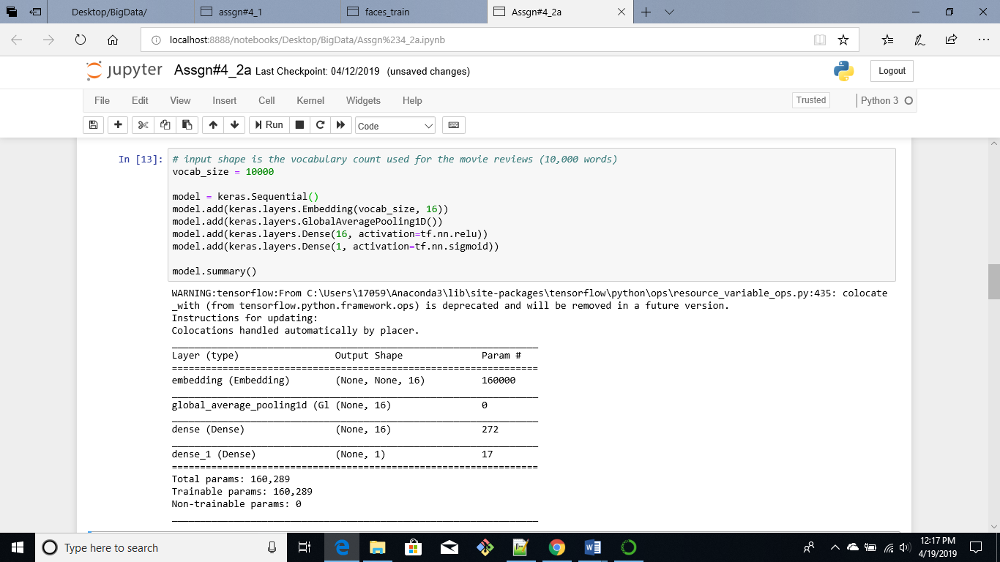 Desktop/BigData/
assgn#4_1
faces_train
Assgn#4_2a
localhost:8888/notebooks/Desktop/BigData/Assgn%234_2a.ipynb
jupyter Assgn#4_2a Last Checkpoint: 04/12/2019 (unsaved changes)
Logout
File Edit View Insert Cell Kernel Widgets Help
Trusted
Python 3
Run
Code
In [13]:
# input shape is the vocabulary count used for the movie reviews (10,000 words)
vocab_size = 10000
model = keras.Sequential()
model.add(keras.layers.Embedding(vocab_size, 16))
model.add(keras.layers.GlobalAveragePooling1D())
model.add(keras.layers.Dense(16, activation=tf.nn.relu))
model.add(keras.layers.Dense(1, activation=tf.nn.sigmoid))
model.summary()
WARNING:tensorflow:From C:\Users\17059\Anaconda3\lib\site-packages\tensorflow\python\ops\resource_variable_ops.py:435: colocate
_with (from tensorflow.python.framework.ops) is deprecated and will be removed in a future version.
Instructions for updating:
Colocations handled automatically by placer.
_________________________________________________________________
Layer (type)                 Output Shape              Param #
=================================================================
embedding (Embedding)        (None, None, 16)          160000
_________________________________________________________________
global_average_pooling1d (Gl (None, 16)                0
_________________________________________________________________
dense (Dense)                (None, 16)                272
_________________________________________________________________
dense_1 (Dense)              (None, 1)                 17
=================================================================
Total params: 160,289
Trainable params: 160,289
Non-trainable params: 0
_________________________________________________________________
Type here to search
12:17 PM
4/19/2019